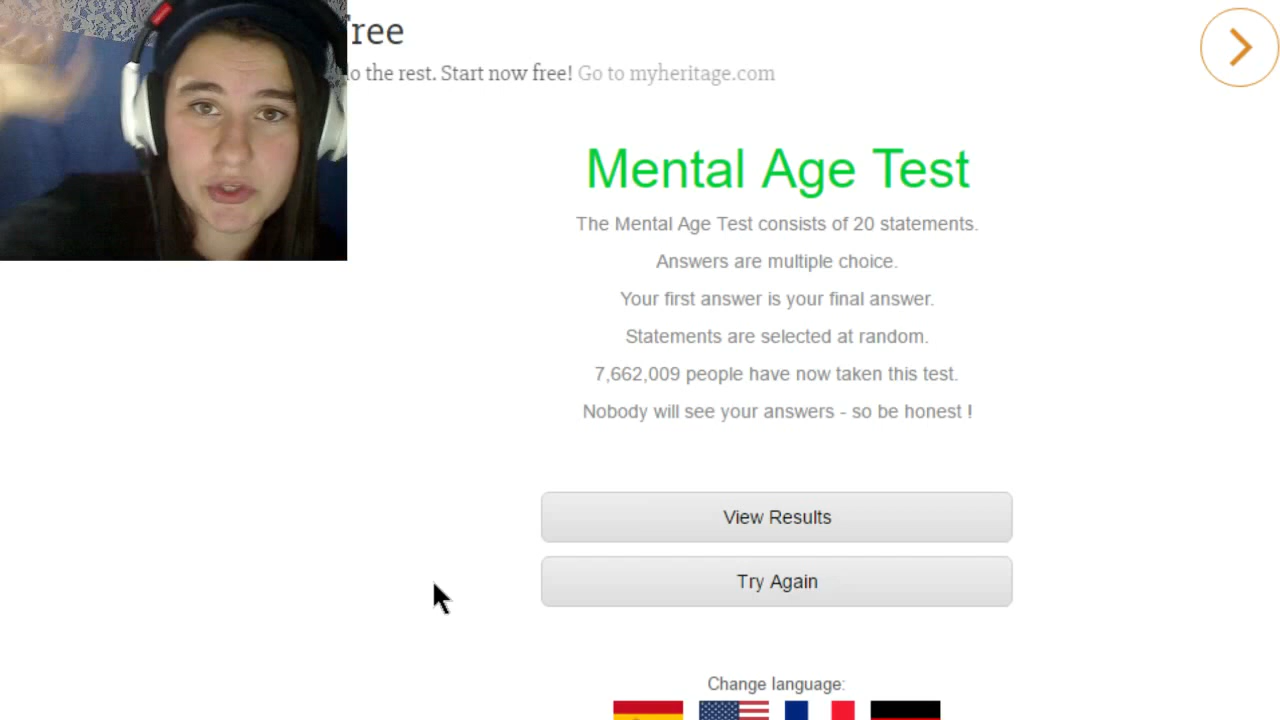 ree
o the rest. Start now free! Go to myheritage.com
Mental Age Test
The Mental Age Test consists of 20 statements.
Answers are multiple choice.
Your first answer is your final answer.
Statements are selected at random.
7,662,009 people have now taken this test.
Nobody will see your answers - so be honest !
View Results
Try Again
Change language: